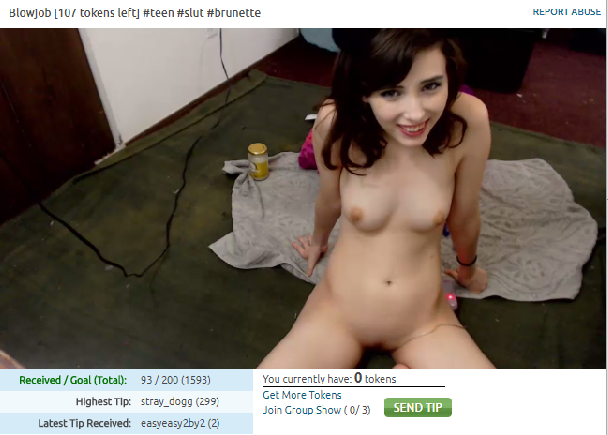 Blowjob [107 tokens left] #teen #slut #brunette
REPORT ABUSE
Received / Goal (Total): 93 / 200 (1593)
Highest Tip: stray_dogg (299)
Latest Tip Received: easyeasy2by2 (2)
You currently have: 0 tokens
Get More Tokens
Join Group Show ( 0/ 3)
SEND TIP